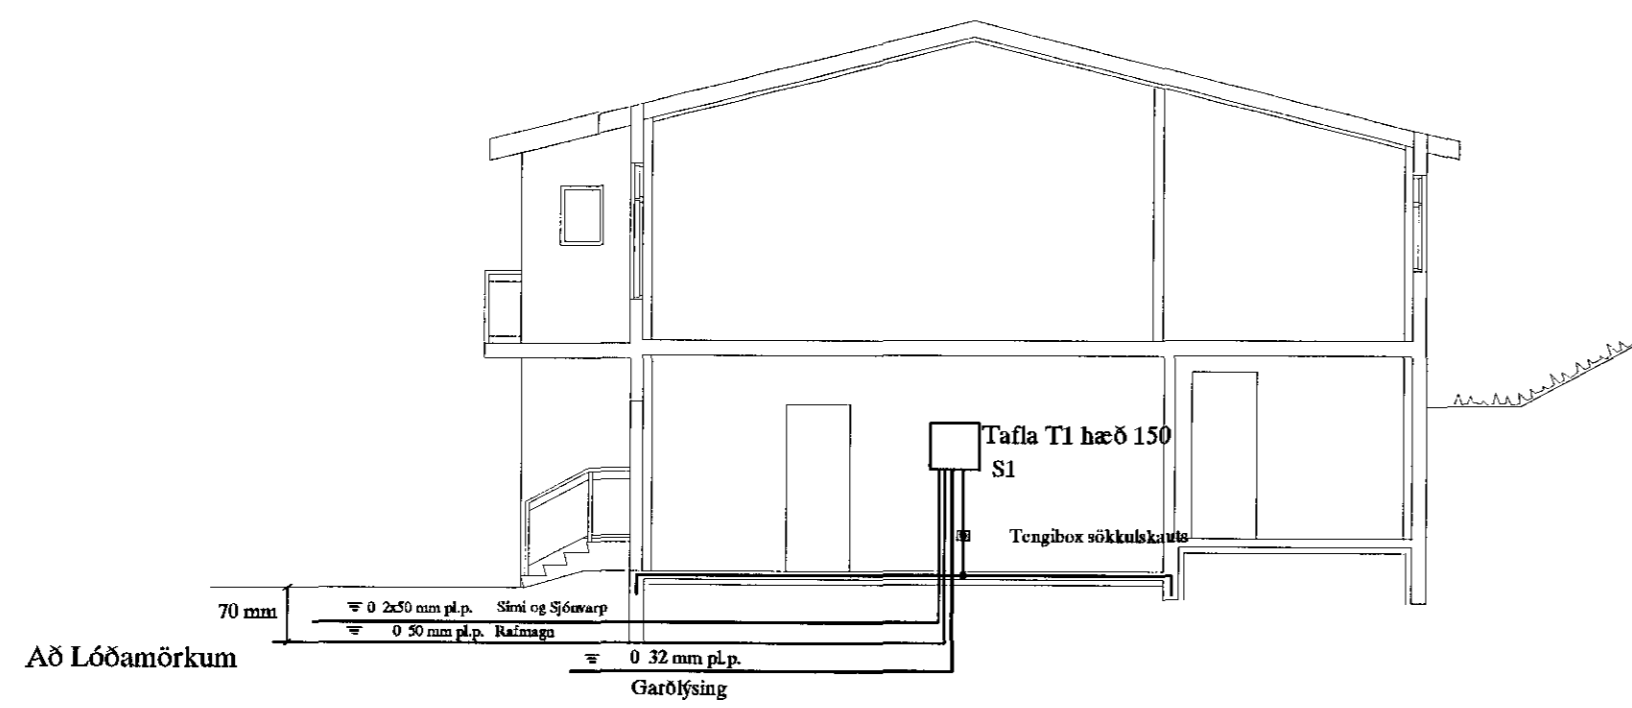 Tafla T1 hæð 150
S1
Tengibox sökkulskauts
70 mm
0 2x50 mm pl.p. Sími og Sjónvarp
0 50 mm pl.p. Rafmagn
Að Lóðamörkum
0 32 mm pl.p.
Garðlýsing